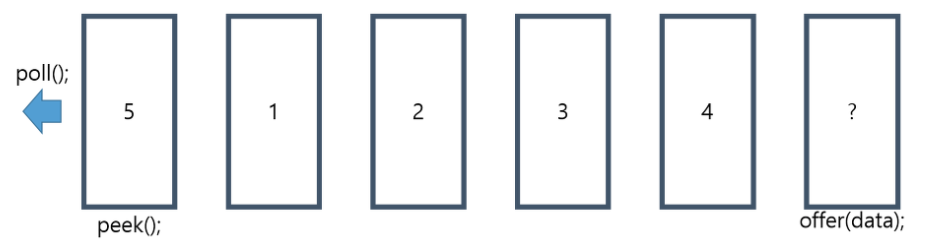 poll();
5
1
2
3
4
?
peek();
offer(data);